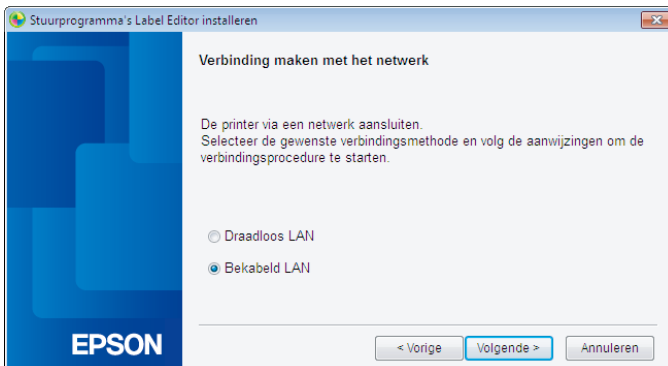 Stuurprogramma's Label Editor installeren
Verbinding maken met het netwerk
De printer via een netwerk aansluiten.
Selecteer de gewenste verbindingsmethode en volg de aanwijzingen om de
verbindingsprocedure te starten.
Draadloos LAN
Bekabeld LAN
EPSON
< Vorige
Volgende >
Annuleren